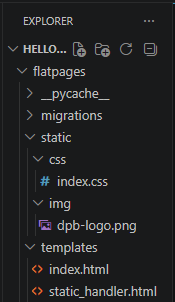 EXPLORER
HELLO...
flatpages
__pycache__
migrations
static
css
# index.css
img
dpb-logo.png
templates
<> index.html
<> static_handler.html